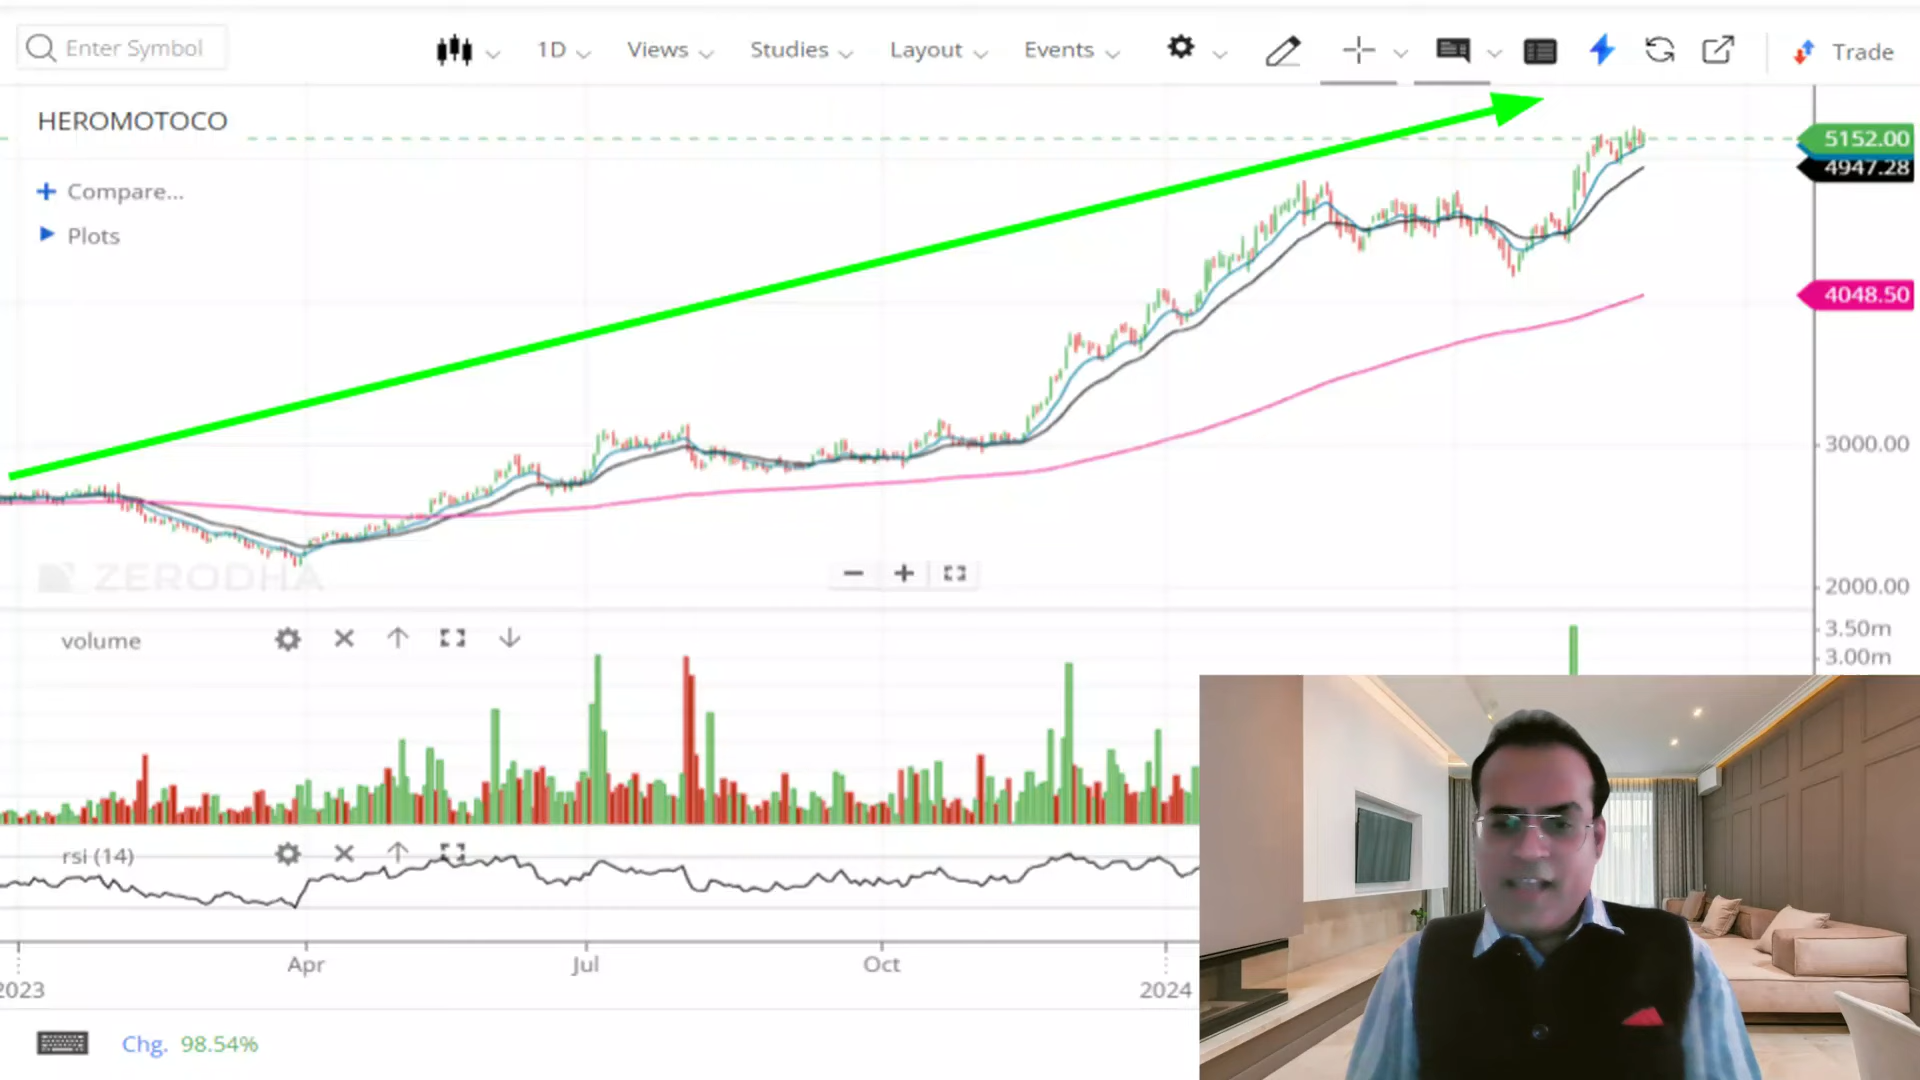 Enter Symbol
1D
Views
Studies
Layout
Events
Trade
HEROMOTOCO
Compare...
Plots
5152.00
4947.28
4048.50
3000.00
2000.00
ZERODHA
volume
3.50m
3.00m
rsi (14)
Apr
Jul
Oct
2023
2024
Chg. 98.54%